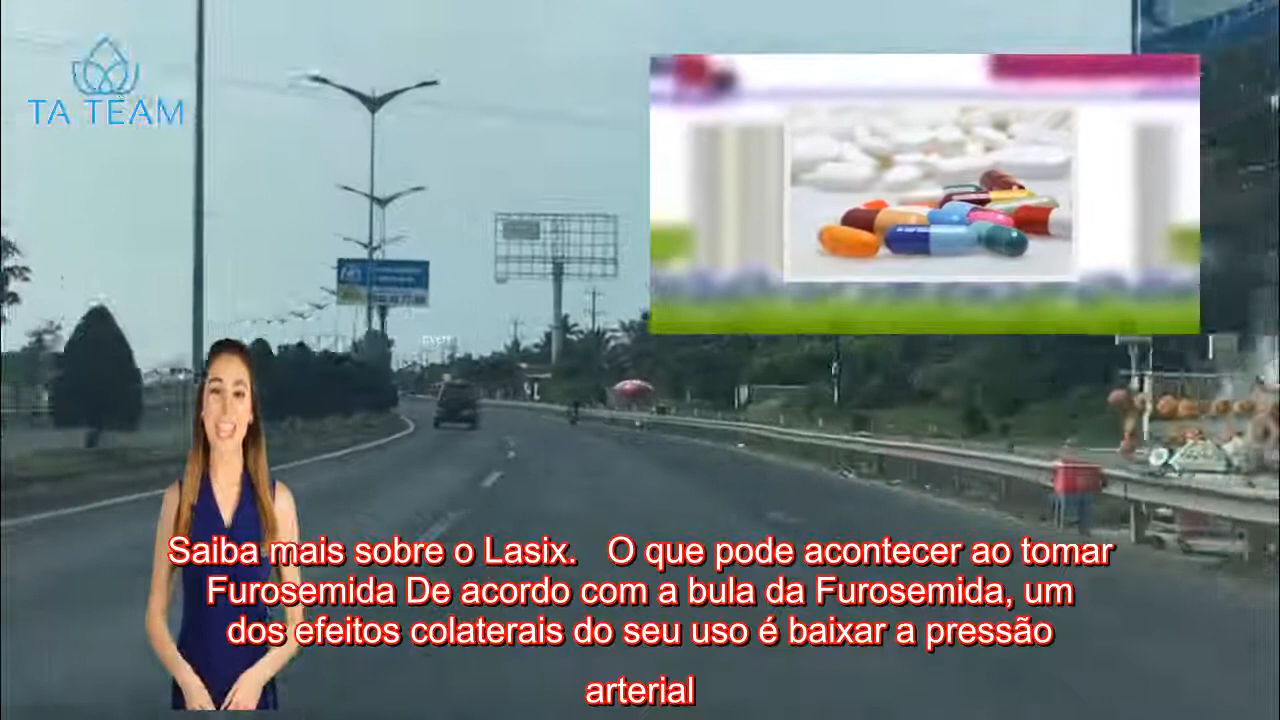 TA TEAM
Saiba mais sobre o Lasix. O que pode acontecer ao tomar
Furosemida De acordo com a bula da Furosemida, um
dos efeitos colaterais do seu uso é baixar a pressão
arterial